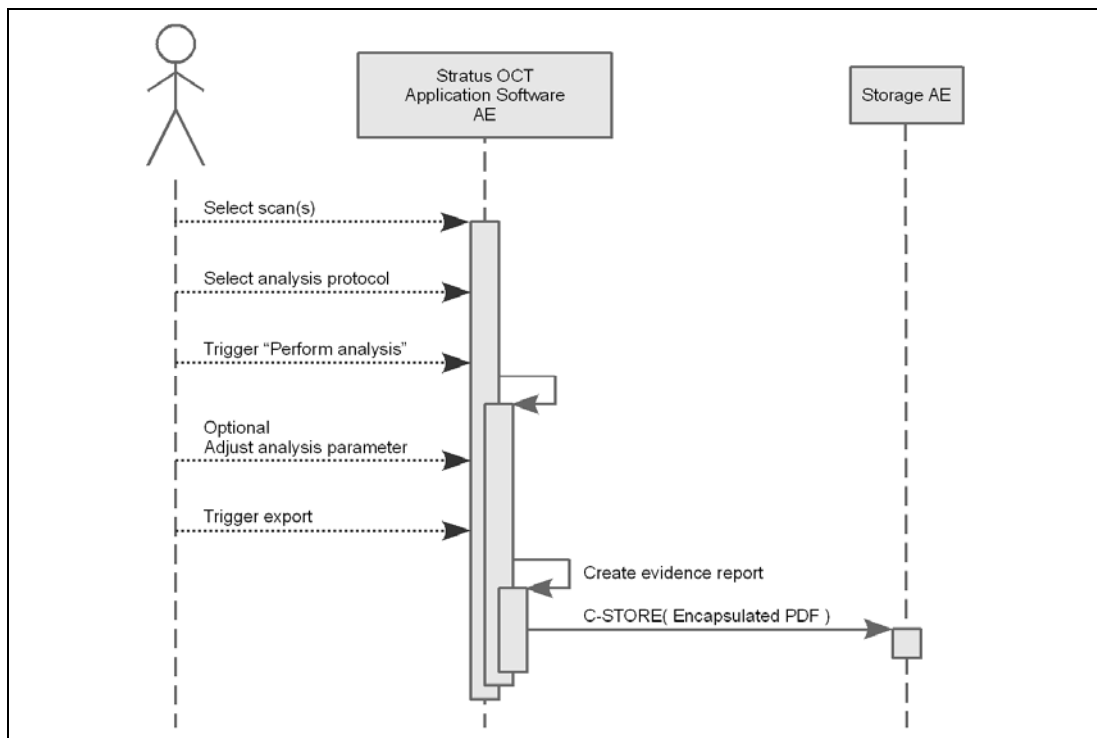 Stratus OCT
Application Software
AE
Storage AE
Select scan(s)
Select analysis protocol
Trigger “Perform analysis”
Optional
Adjust analysis parameter
Trigger export
Create evidence report
C-STORE( Encapsulated PDF )